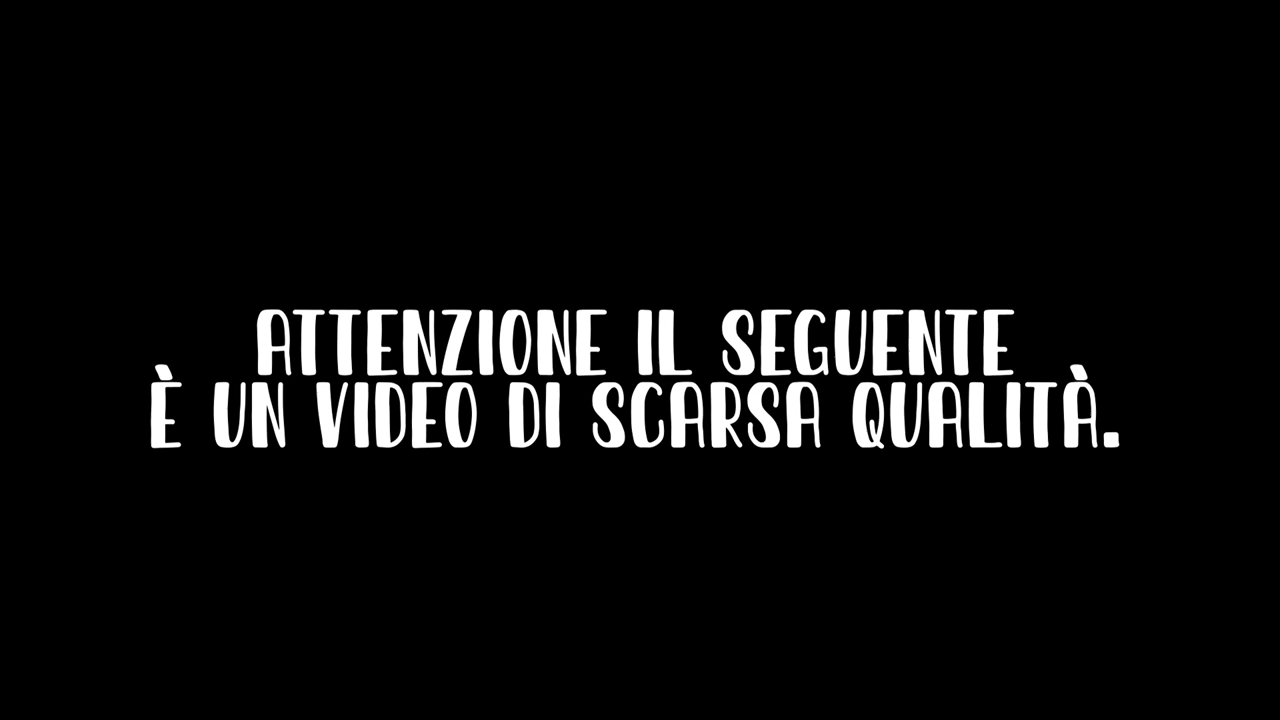 ATTENZIONE IL SEGUENTE
È UN VIDEO DI SCARSA QUALITÀ.